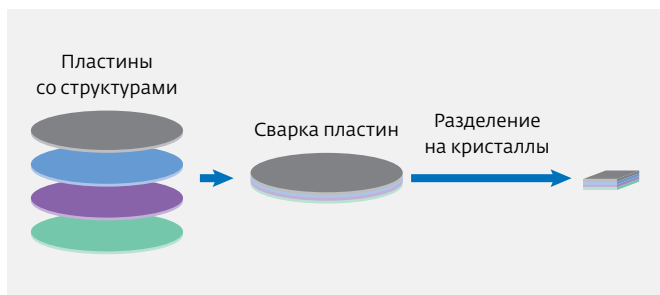 Пластины
со структурами
Сварка пластин
Разделение
на кристаллы